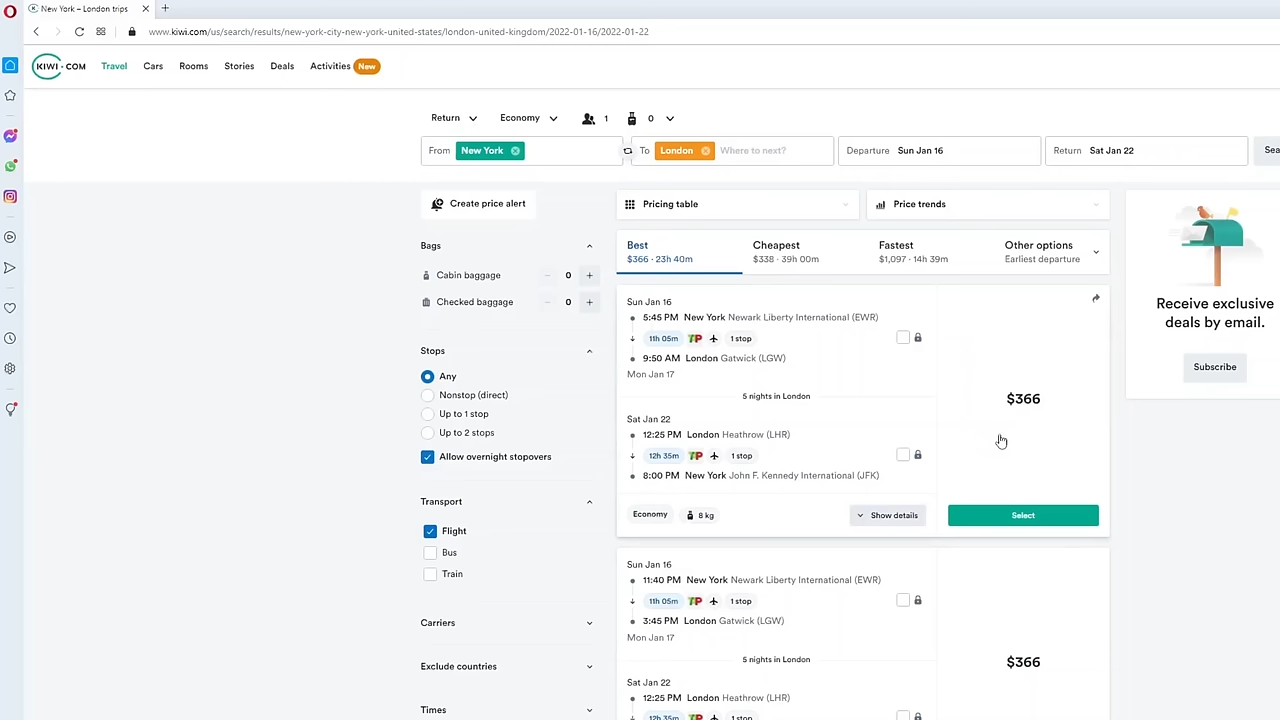 New York – London trips
www.kiwi.com/us/search/results/new-york-city-new-york-united-states/london-united-kingdom/2022-01-16/2022-01-22
KIWI·COM Travel Cars Rooms Stories Deals Activities New
Return Economy 1 0
From New York To London Where to next? Departure Sun Jan 16 Return Sat Jan 22
Create price alert
Bags
Cabin baggage 0 +
Checked baggage 0 +
Stops
Any
Nonstop (direct)
Up to 1 stop
Up to 2 stops
Allow overnight stopovers
Transport
Flight
Bus
Train
Carriers
Exclude countries
Times
Pricing table Price trends
Best Cheapest Fastest Other options
$366 · 23h 40m $338 · 39h 00m $1,097 · 14h 39m Earliest departure
Sun Jan 16
5:45 PM New York Newark Liberty International (EWR)
11h 05m TP 1 stop
9:50 AM London Gatwick (LGW)
Mon Jan 17
5 nights in London
$366
Sat Jan 22
12:25 PM London Heathrow (LHR)
12h 35m TP 1 stop
8:00 PM New York John F. Kennedy International (JFK)
Economy 8 kg Show details Select
Sun Jan 16
11:40 PM New York Newark Liberty International (EWR)
11h 05m TP 1 stop
3:45 PM London Gatwick (LGW)
Mon Jan 17
5 nights in London
$366
Sat Jan 22
12:25 PM London Heathrow (LHR)
12h 35m TP 1 stop
Receive exclusive
deals by email.
Subscribe